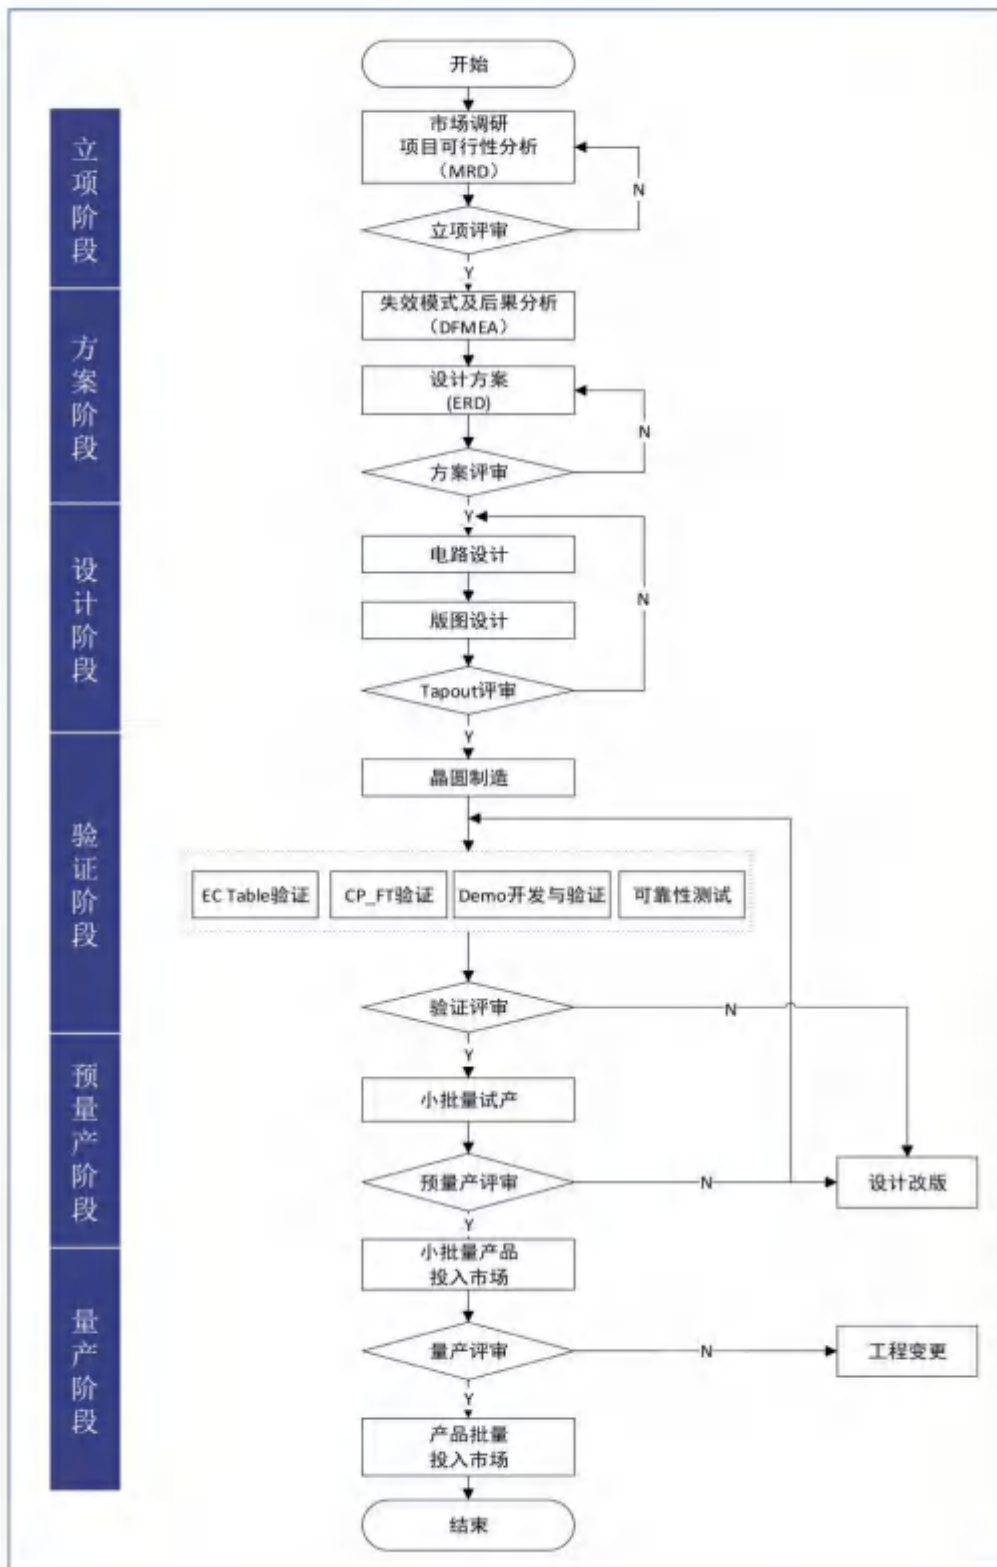 开始
立项阶段
市场调研
项目可行性分析
（MRD）
N
立项评审
Y
方案阶段
失效模式及后果分析
（DFMEA）
设计方案
(ERD)
N
方案评审
Y
设计阶段
电路设计
N
版图设计
Tapout评审
Y
验证阶段
晶圆制造
EC Table验证
CP_FT验证
Demo开发与验证
可靠性测试
验证评审
N
Y
预量产阶段
小批量试产
预量产评审
N
设计改版
Y
量产阶段
小批量产品
投入市场
量产评审
N
工程变更
Y
产品批量
投入市场
结束